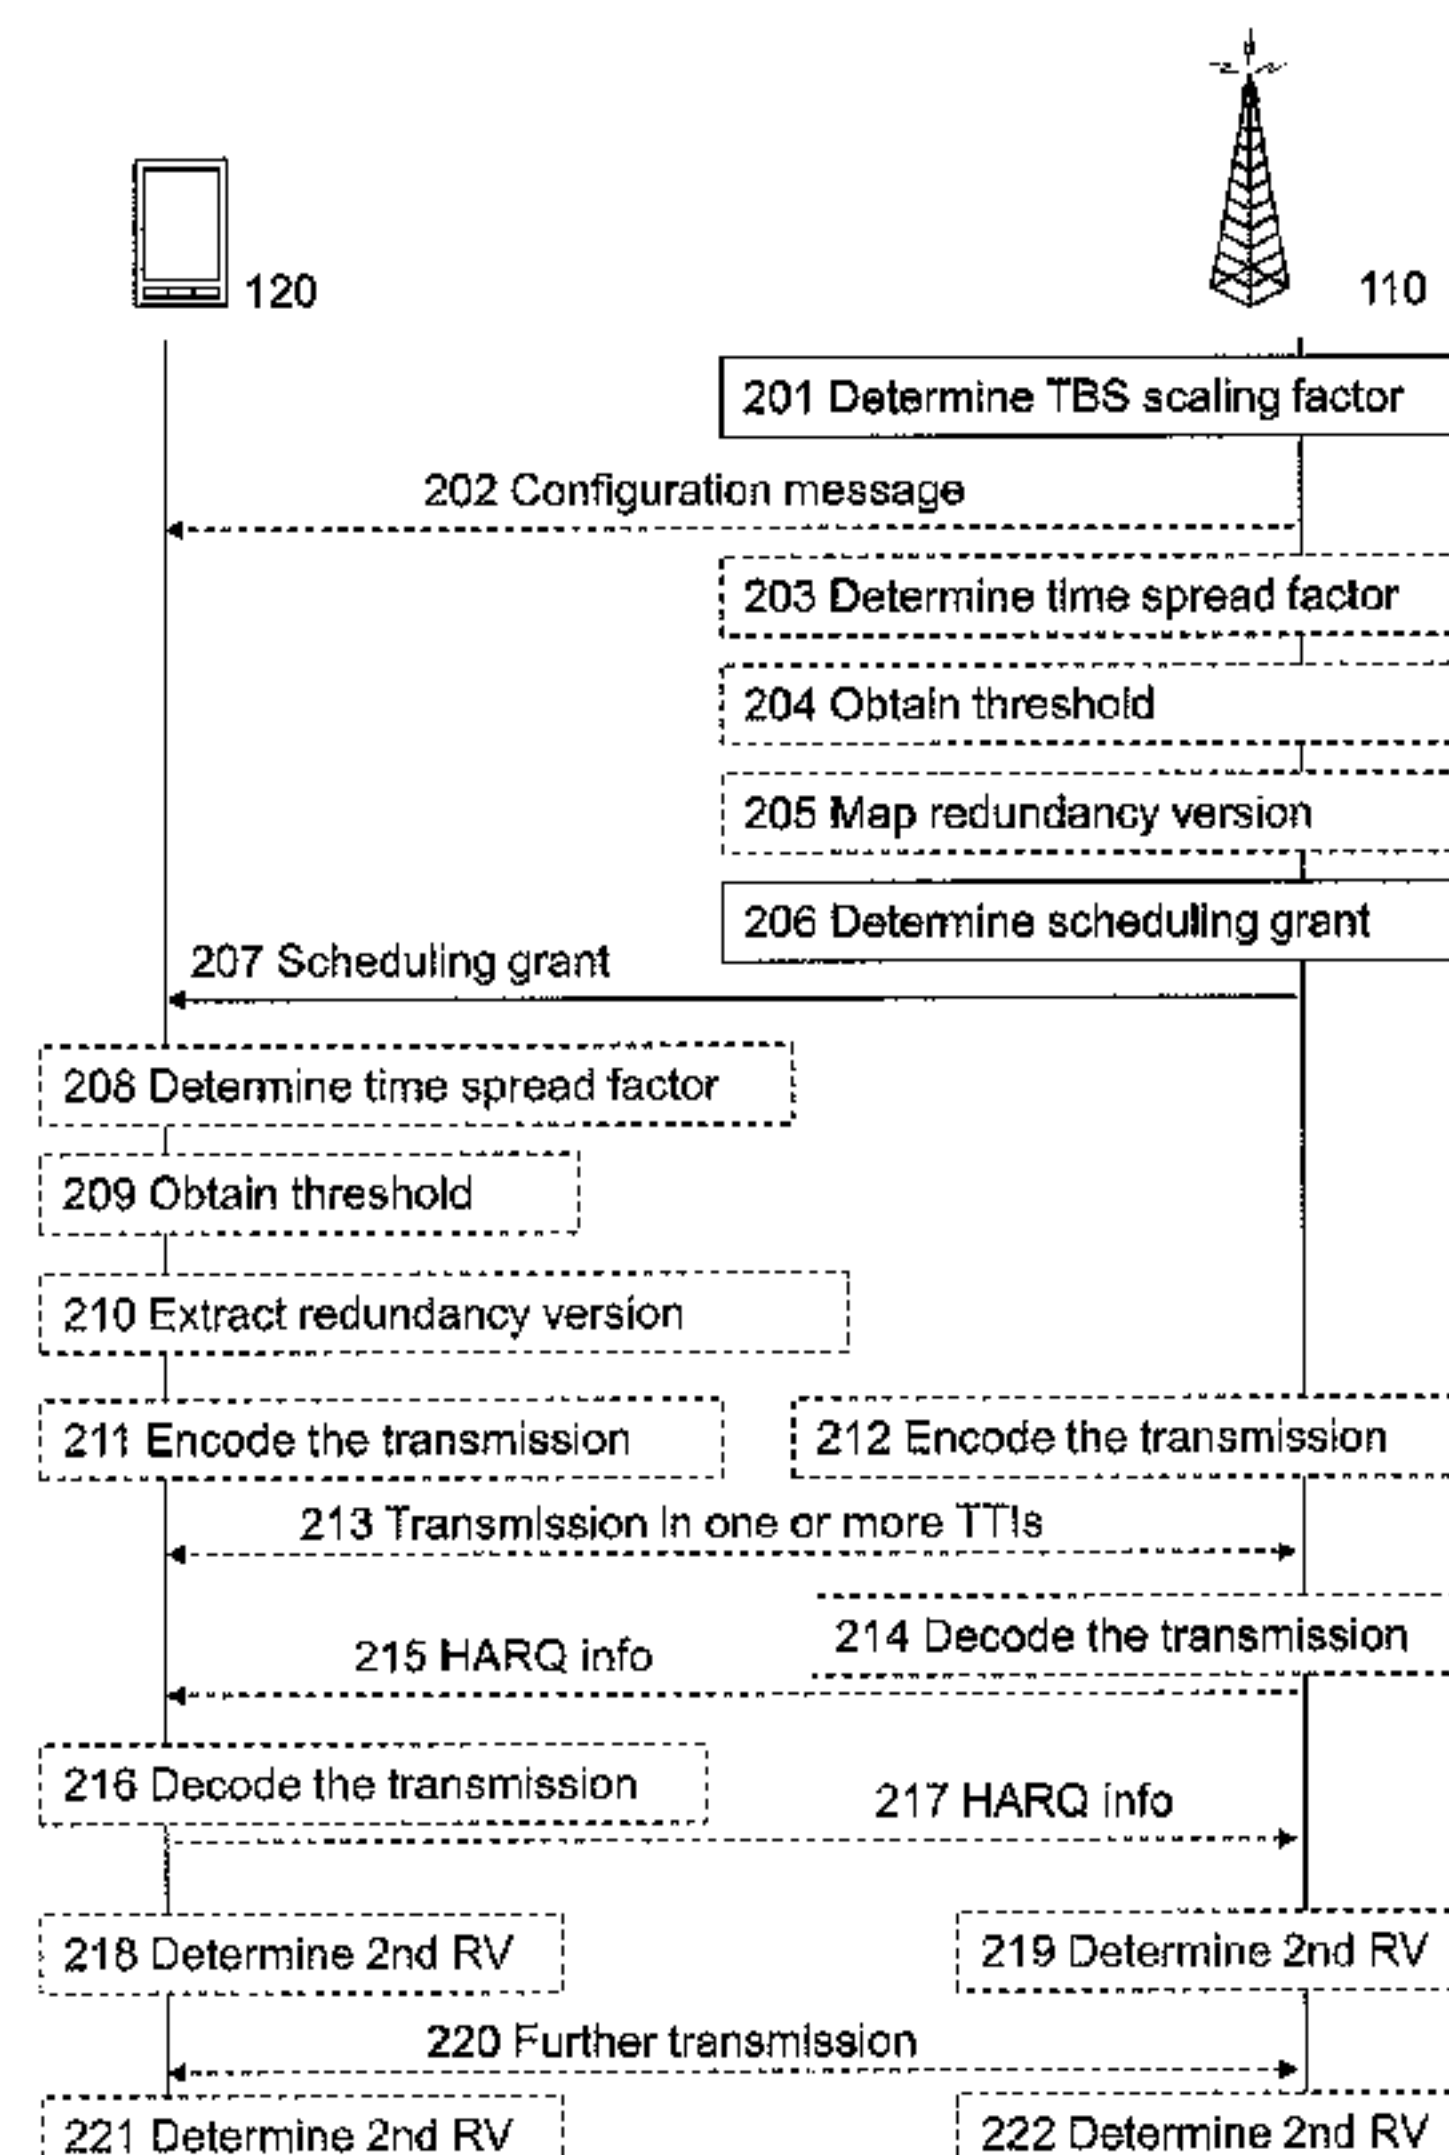 120
110
201 Determine TBS scaling factor
202 Configuration message
203 Determine time spread factor
204 Obtain threshold
205 Map redundancy version
206 Determine scheduling grant
207 Scheduling grant
208 Determine time spread factor
209 Obtain threshold
210 Extract redundancy version
211 Encode the transmission
212 Encode the transmission
213 Transmission in one or more TTIs
214 Decode the transmission
215 HARQ info
216 Decode the transmission
217 HARQ info
218 Determine 2nd RV
219 Determine 2nd RV
220 Further transmission
221 Determine 2nd RV
222 Determine 2nd RV